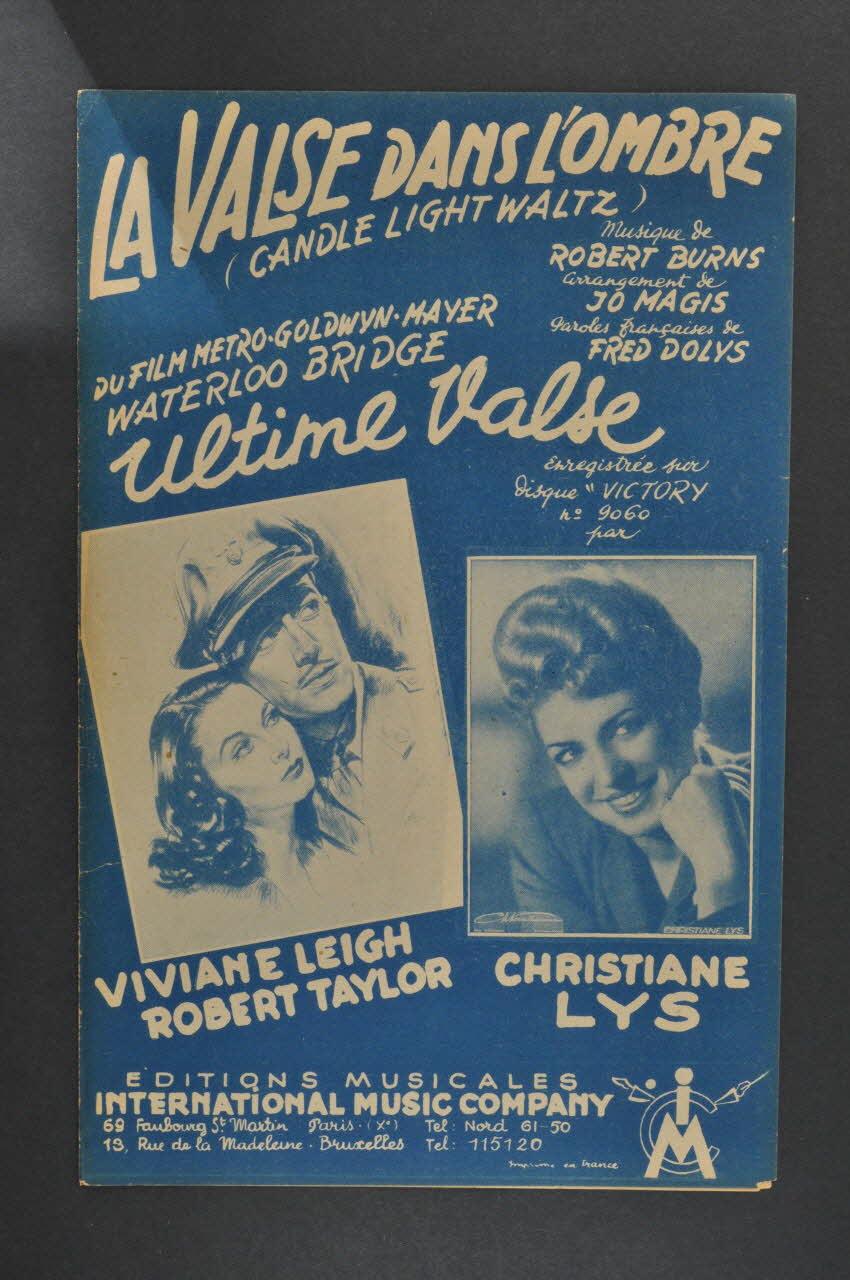 LA VALSE DANS L'OMBRE
(CANDLE LIGHT WALTZ)
Musique de
ROBERT BURNS
Arrangement de
JO MAGIS
Paroles françaises de
FRED DOLYS
DU FILM METRO-GOLDWYN-MAYER
WATERLOO BRIDGE
Ultime Valse
Enregistrée sur
disque "VICTORY
nº 9060
par
CHRISTIANE LYS
VIVIANE LEIGH
ROBERT TAYLOR
CHRISTIANE
LYS
EDITIONS MUSICALES
INTERNATIONAL MUSIC COMPANY
69 Faubourg St Martin Paris-(Xº) Tel: Nord 61-50
13, Rue de la Madeleine - Bruxelles Tel: 115120
Imprimé en France
iMC